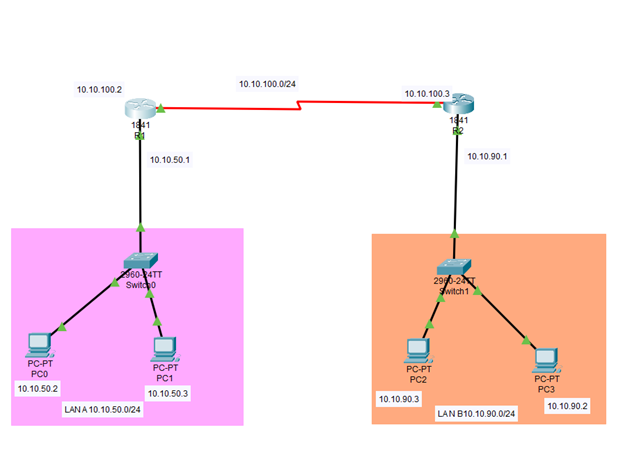 10.10.100.2
10.10.100.0/24
10.10.100.3
1841
R1
1841
R2
10.10.50.1
10.10.90.1
2960-24TT
Switch0
2960-24TT
Switch1
PC-PT
PC0
PC-PT
PC1
PC-PT
PC2
PC-PT
PC3
10.10.50.2
10.10.50.3
10.10.90.3
10.10.90.2
LAN A 10.10.50.0/24
LAN B10.10.90.0/24